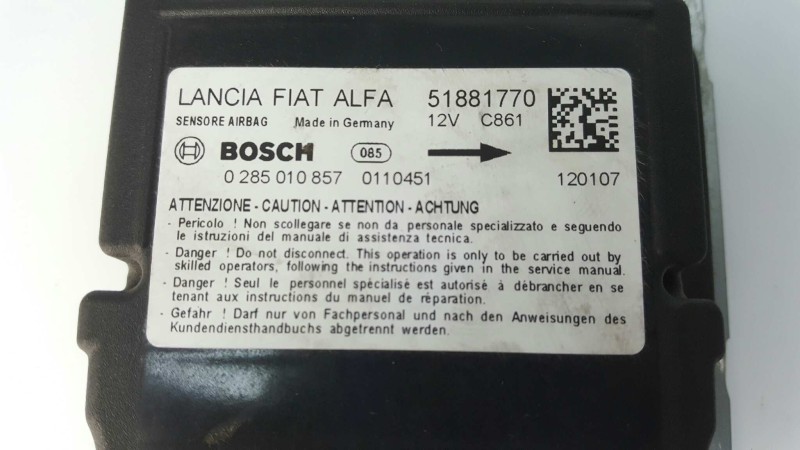 LANCIA FIAT ALFA 51881770
SENSORE AIRBAG Made in Germany 12V C861
BOSCH 085
0 285 010 857 0110451 120107
ATTENZIONE - CAUTION - ATTENTION - ACHTUNG
- Pericolo ! Non scollegare se non da personale specializzato e seguendo
le istruzioni del manuale di assistenza tecnica.
- Danger ! Do not disconnect. This operation is only to be carried out by
skilled operators, following the instructions given in the service manual.
- Danger ! Seul le personnel spécialisé est autorisé à débrancher en se
tenant aux instructions du manuel de réparation.
- Gefahr ! Darf nur von Fachpersonal und nach den Anweisungen des
Kundendiensthandbuchs abgetrennt werden.